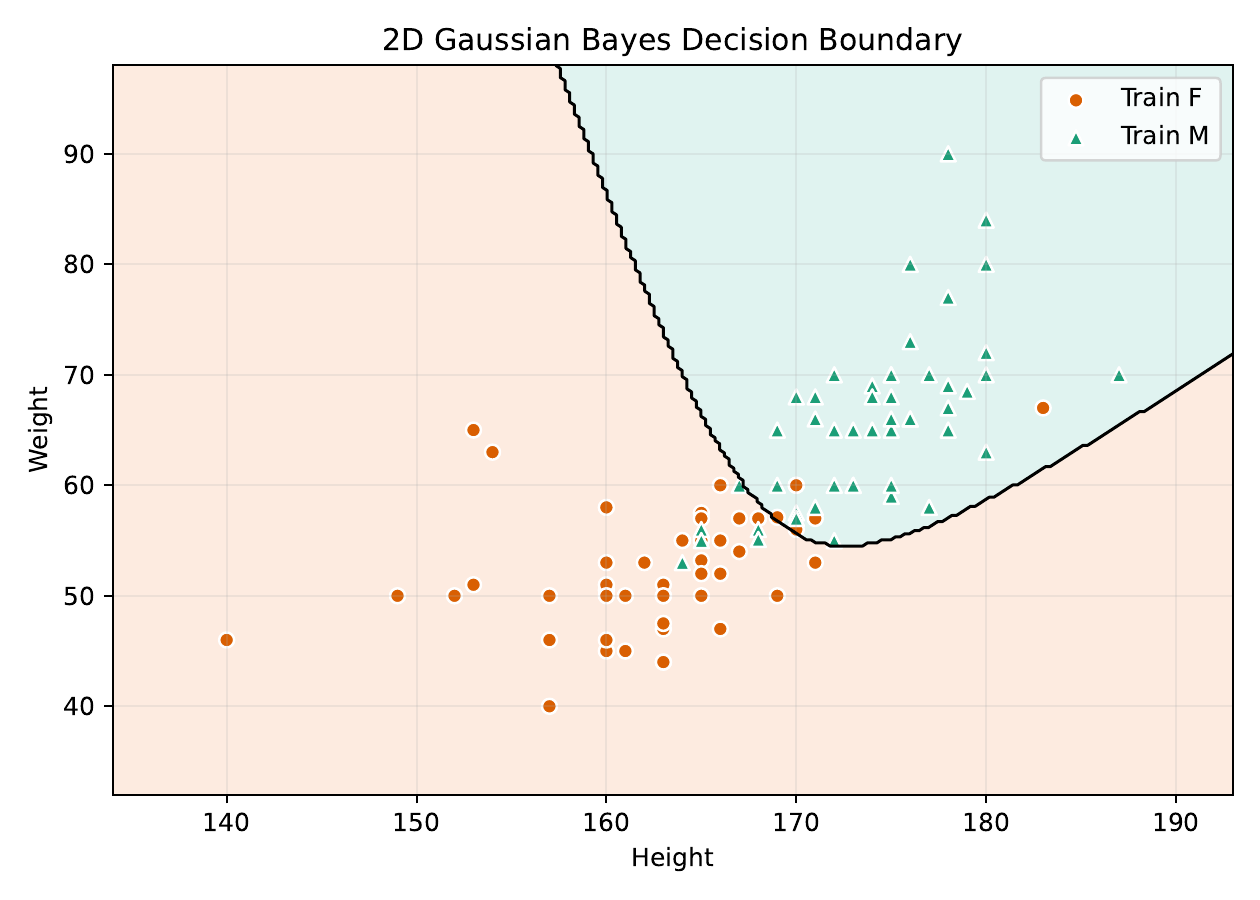 2D Gaussian Bayes Decision Boundary
Train F
Train M
90
80
70
60
50
40
Weight
140 150 160 170 180 190
Height